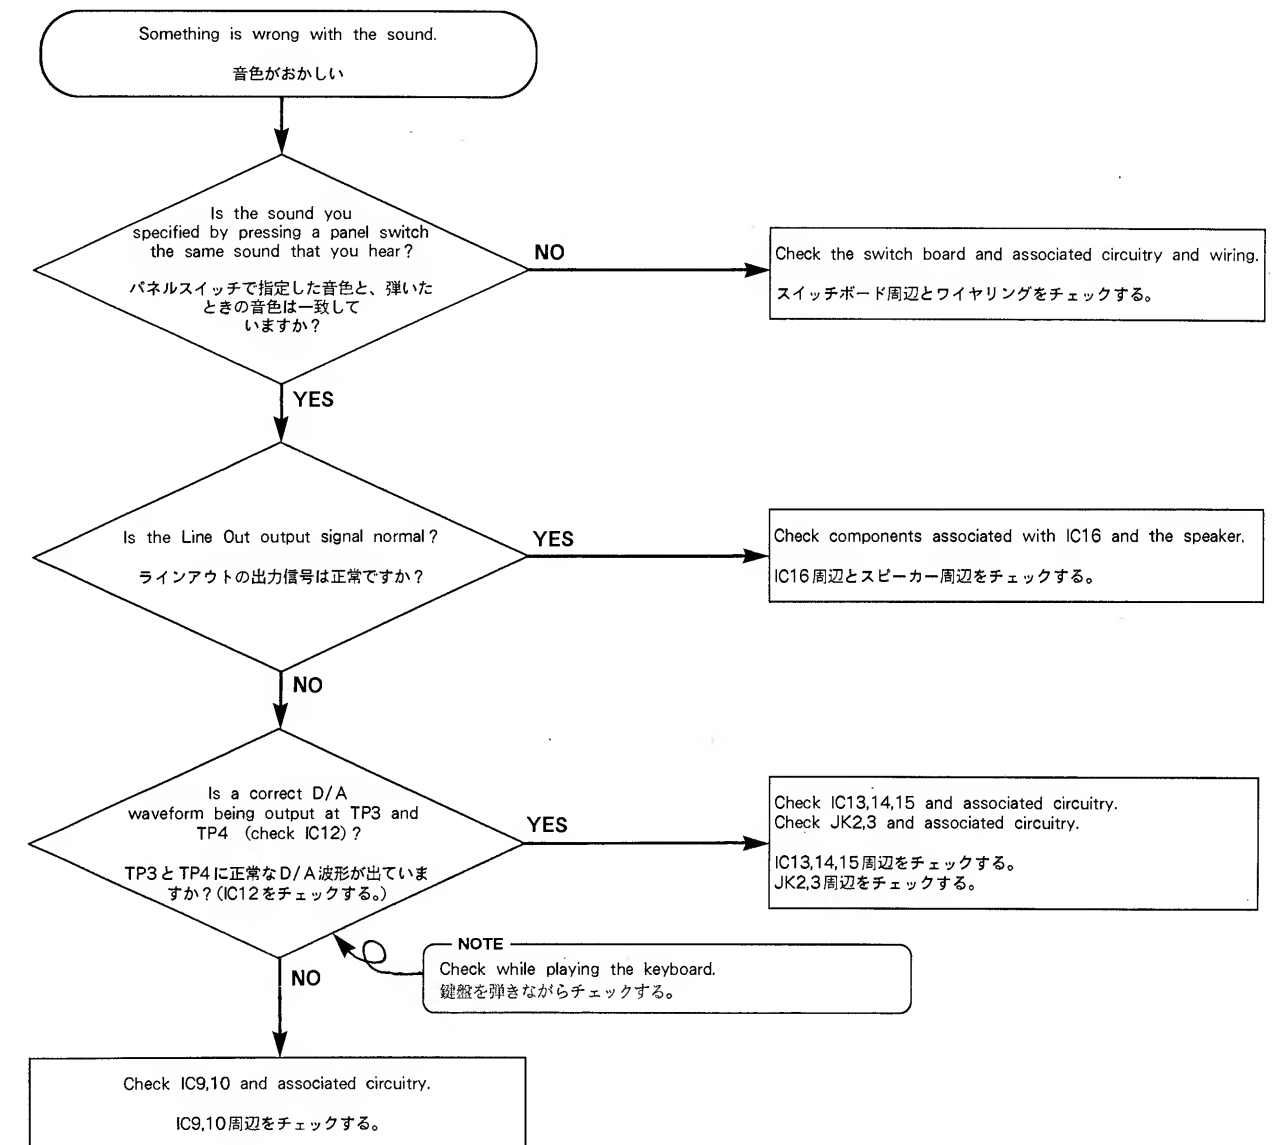 Something is wrong with the sound.
音色がおかしい
Is the sound you
specified by pressing a panel switch
the same sound that you hear?
パネルスイッチで指定した音色と、弾いた
ときの音色は一致して
いますか?
NO
Check the switch board and associated circuitry and wiring.
スイッチボード周辺とワイヤリングをチェックする。
YES
Is the Line Out output signal normal?
ラインアウトの出力信号は正常ですか?
YES
Check components associated with IC16 and the speaker.
IC16周辺とスピーカー周辺をチェックする。
NO
Is a correct D/A
waveform being output at TP3 and
TP4 (check IC12)?
TP3とTP4に正常なD/A波形が出ていま
すか?(IC12をチェックする。)
YES
Check IC13,14,15 and associated circuitry.
Check JK2,3 and associated circuitry.
IC13,14,15周辺をチェックする。
JK2,3周辺をチェックする。
NOTE
Check while playing the keyboard.
鍵盤を弾きながらチェックする。
NO
Check IC9,10 and associated circuitry.
IC9,10周辺をチェックする。